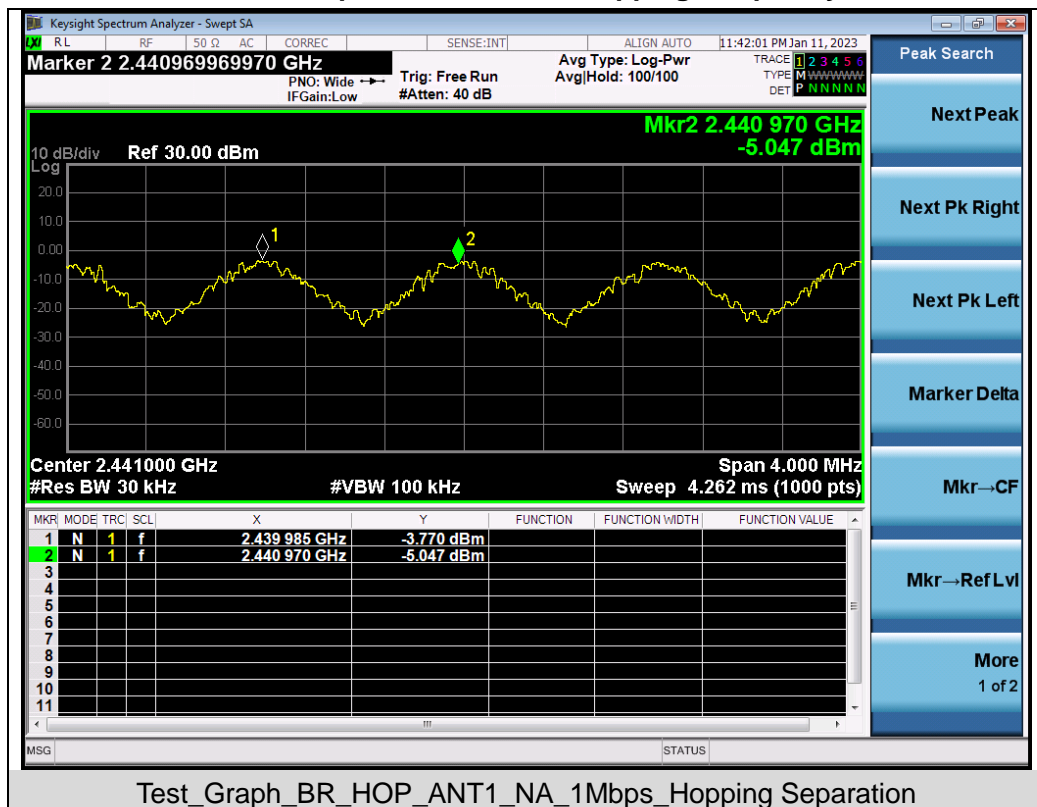 Keysight Spectrum Analyzer - Swept SA
LXI RL RF 50 Ω AC CORREC SENSE:INT ALIGN AUTO 11:42:01 PM Jan 11, 2023
Marker 2 2.440969969970 GHz
PNO: Wide
IFGain:Low
Trig: Free Run
#Atten: 40 dB
Avg Type: Log-Pwr
Avg|Hold: 100/100
TRACE 1 2 3 4 5 6
TYPE M WWWWW
DET P N N N N N
Mkr2 2.440 970 GHz
-5.047 dBm
10 dB/div Ref 30.00 dBm
Log
20.0
10.0
0.00
-10.0
-20.0
-30.0
-40.0
-50.0
-60.0
1
2
Center 2.441000 GHz Span 4.000 MHz
#Res BW 30 kHz #VBW 100 kHz Sweep 4.262 ms (1000 pts)
MKR MODE TRC SCL X Y FUNCTION FUNCTION WIDTH FUNCTION VALUE
1 N 1 f 2.439 985 GHz -3.770 dBm
2 N 1 f 2.440 970 GHz -5.047 dBm
3
4
5
6
7
8
9
10
11
MSG STATUS
Peak Search
Next Peak
Next Pk Right
Next Pk Left
Marker Delta
Mkr→CF
Mkr→Ref Lvl
More
1 of 2
Test_Graph_BR_HOP_ANT1_NA_1Mbps_Hopping Separation